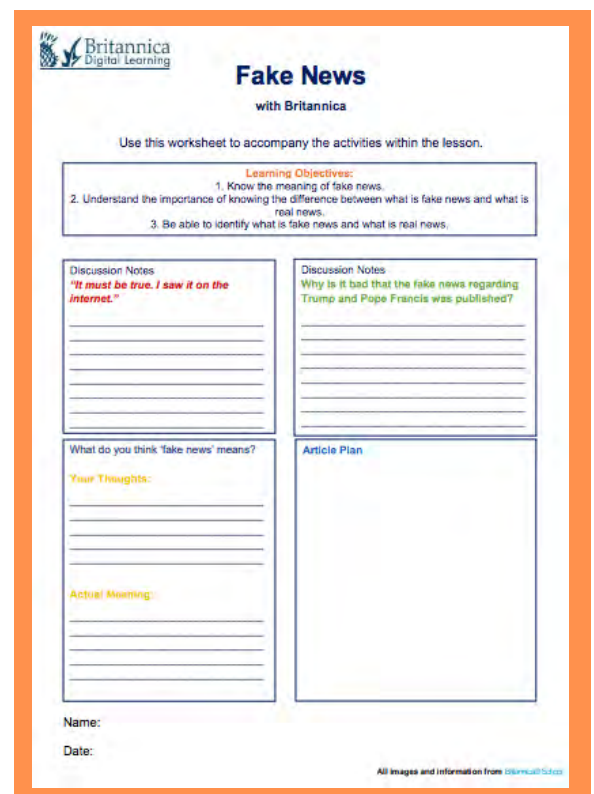 Britannica
Digital Learning
Fake News
with Britannica
Use this worksheet to accompany the activities within the lesson.
Learning Objectives:
1. Know the meaning of fake news.
2. Understand the importance of knowing the difference between what is fake news and what is
real news.
3. Be able to identify what is fake news and what is real news.
Discussion Notes
"It must be true. I saw it on the
internet."
Discussion Notes
Why is it bad that the fake news regarding
Trump and Pope Francis was published?
What do you think 'fake news' means?
Your Thoughts:
Actual Meaning:
Article Plan
Name:
Date:
All images and information from Britannica School